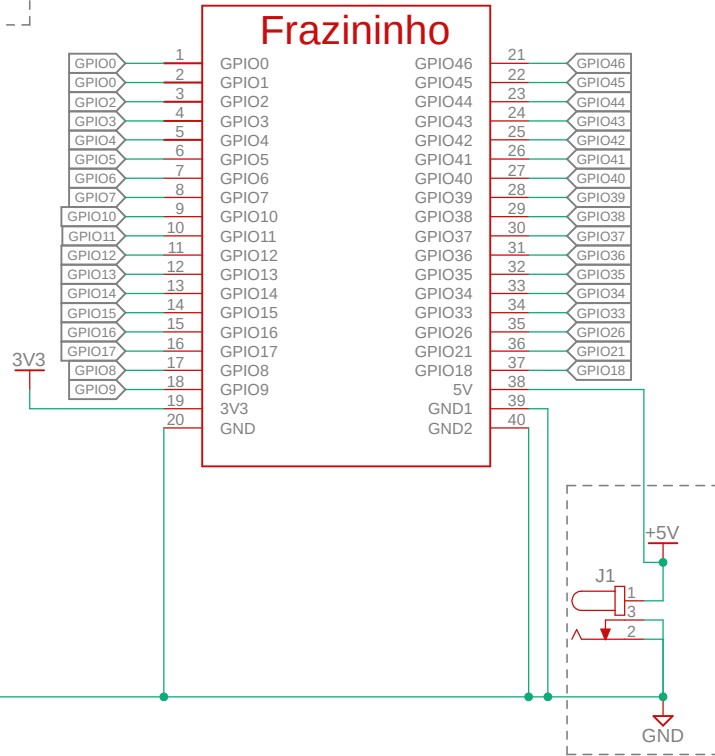 Frazininho
GPIO0 1 GPIO0 GPIO46 21 GPIO46
GPIO0 2 GPIO1 GPIO45 22 GPIO45
GPIO2 3 GPIO2 GPIO44 23 GPIO44
GPIO3 4 GPIO3 GPIO43 24 GPIO43
GPIO4 5 GPIO4 GPIO42 25 GPIO42
GPIO5 6 GPIO5 GPIO41 26 GPIO41
GPIO6 7 GPIO6 GPIO40 27 GPIO40
GPIO7 8 GPIO7 GPIO39 28 GPIO39
GPIO10 9 GPIO10 GPIO38 29 GPIO38
GPIO11 10 GPIO11 GPIO37 30 GPIO37
GPIO12 11 GPIO12 GPIO36 31 GPIO36
GPIO13 12 GPIO13 GPIO35 32 GPIO35
GPIO14 13 GPIO14 GPIO34 33 GPIO34
GPIO15 14 GPIO15 GPIO33 34 GPIO33
GPIO16 15 GPIO16 GPIO26 35 GPIO26
GPIO17 16 GPIO17 GPIO21 36 GPIO21
3V3
GPIO8 17 GPIO8 GPIO18 37 GPIO18
GPIO9 18 GPIO9 5V 38
19 3V3 GND1 39
20 GND GND2 40
+5V
J1
1
3
2
GND